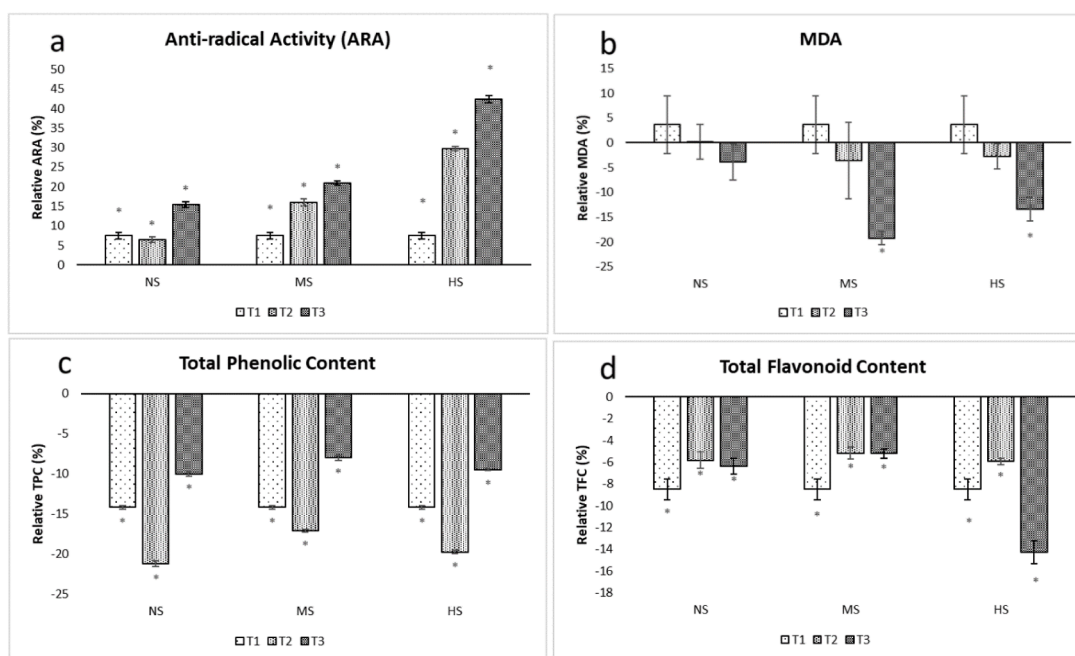 a
Anti-radical Activity (ARA)
Relative ARA (%)
50
45
40
35
30
25
20
15
10
5
0
* * * * * * * * *
NS MS HS
T1 T2 T3
b
MDA
Relative MDA (%)
15
10
5
0
-5
-10
-15
-20
-25
* *
NS MS HS
T1 T2 T3
c
Total Phenolic Content
Relative TPC (%)
0
-5
-10
-15
-20
-25
* * * * * * * * *
NS MS HS
T1 T2 T3
d
Total Flavonoid Content
Relative TFC (%)
0
-2
-4
-6
-8
-10
-12
-14
-16
-18
* * * * * * * * *
NS MS HS
T1 T2 T3